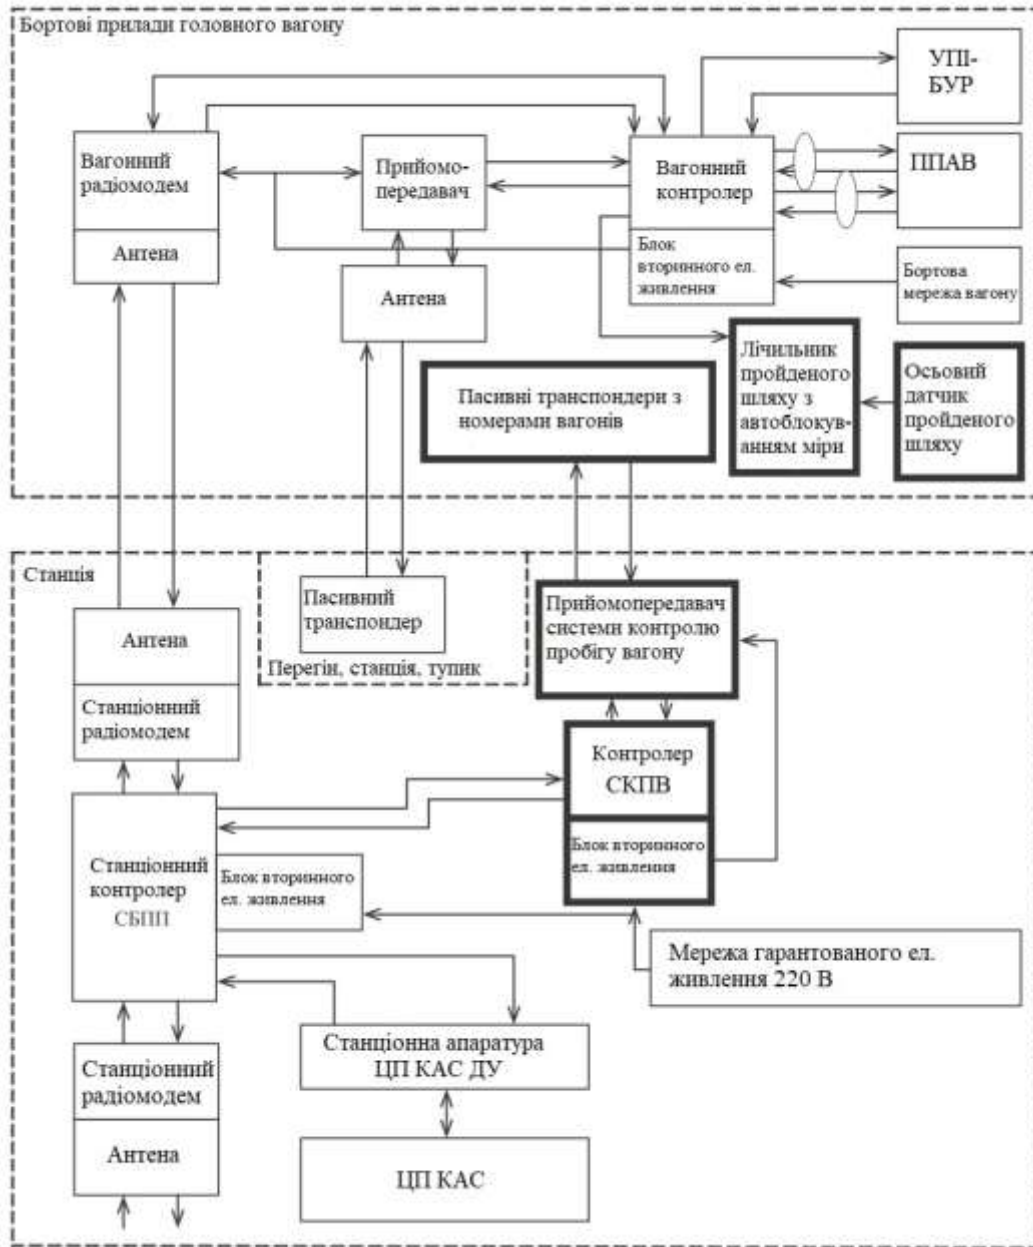 Бортові прилади головного вагону
УПІ-
БУР
Вагонний
радіомодем
Антена
Прийомо-
передавач
Вагонний
контролер
Блок
вторинного ел.
живлення
ППАВ
Антена
Бортова
мережа вагону
Пасивні транспондери з
номерами вагонів
Лічильник
пройденого
шляху з
автоблокув-
анням міри
Осьовий
датчик
пройденого
шляху
Станція
Пасивний
транспондер
Перегін, станція, тупик
Прийомопередавач
системи контролю
пробігу вагону
Антена
Станціонний
радіомодем
Контролер
СКПВ
Блок вторинного
ел. живлення
Станціонний
контролер
СБПП
Блок вторинного
ел. живлення
Мережа гарантованого ел.
живлення 220 В
Станціонний
радіомодем
Антена
Станційна апаратура
ЦП КАС ДУ
ЦП КАС